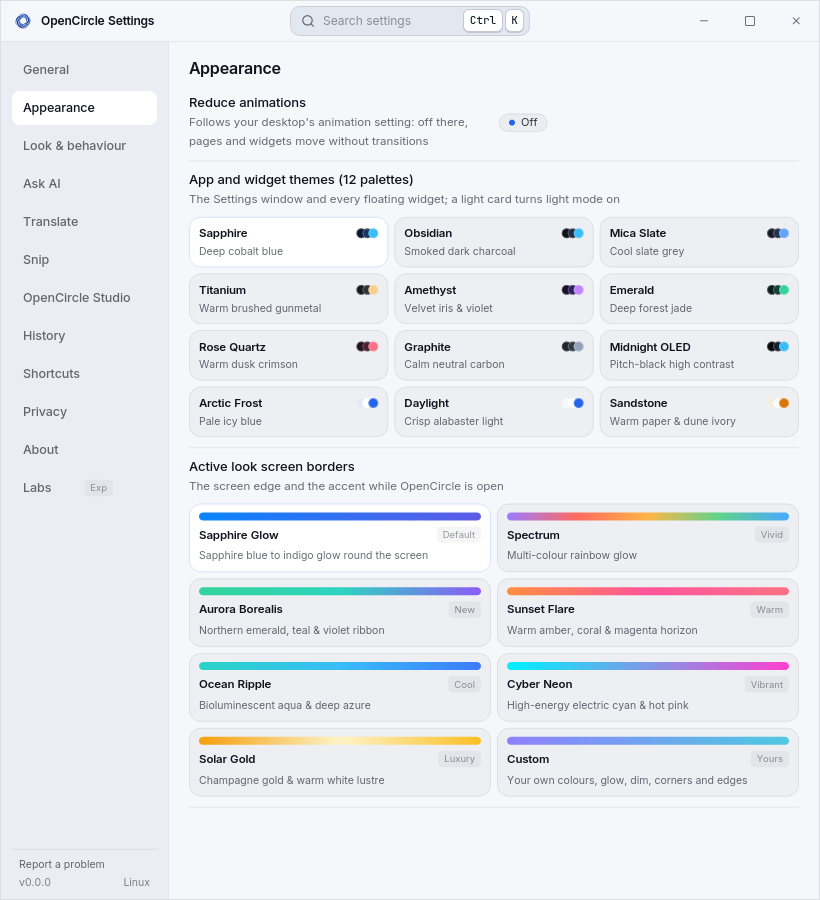 OpenCircle Settings
Search settings
Ctrl K
General
Appearance
Look & behaviour
Ask AI
Translate
Snip
OpenCircle Studio
History
Shortcuts
Privacy
About
Labs Exp
Report a problem
v0.0.0 Linux
Appearance
Reduce animations
Follows your desktop's animation setting: off there,
pages and widgets move without transitions
Off
App and widget themes (12 palettes)
The Settings window and every floating widget; a light card turns light mode on
Sapphire
Deep cobalt blue
Obsidian
Smoked dark charcoal
Mica Slate
Cool slate grey
Titanium
Warm brushed gunmetal
Amethyst
Velvet iris & violet
Emerald
Deep forest jade
Rose Quartz
Warm dusk crimson
Graphite
Calm neutral carbon
Midnight OLED
Pitch-black high contrast
Arctic Frost
Pale icy blue
Daylight
Crisp alabaster light
Sandstone
Warm paper & dune ivory
Active look screen borders
The screen edge and the accent while OpenCircle is open
Sapphire Glow Default
Sapphire blue to indigo glow round the screen
Spectrum Vivid
Multi-colour rainbow glow
Aurora Borealis New
Northern emerald, teal & violet ribbon
Sunset Flare Warm
Warm amber, coral & magenta horizon
Ocean Ripple Cool
Bioluminescent aqua & deep azure
Cyber Neon Vibrant
High-energy electric cyan & hot pink
Solar Gold Luxury
Champagne gold & warm white lustre
Custom Yours
Your own colours, glow, dim, corners and edges